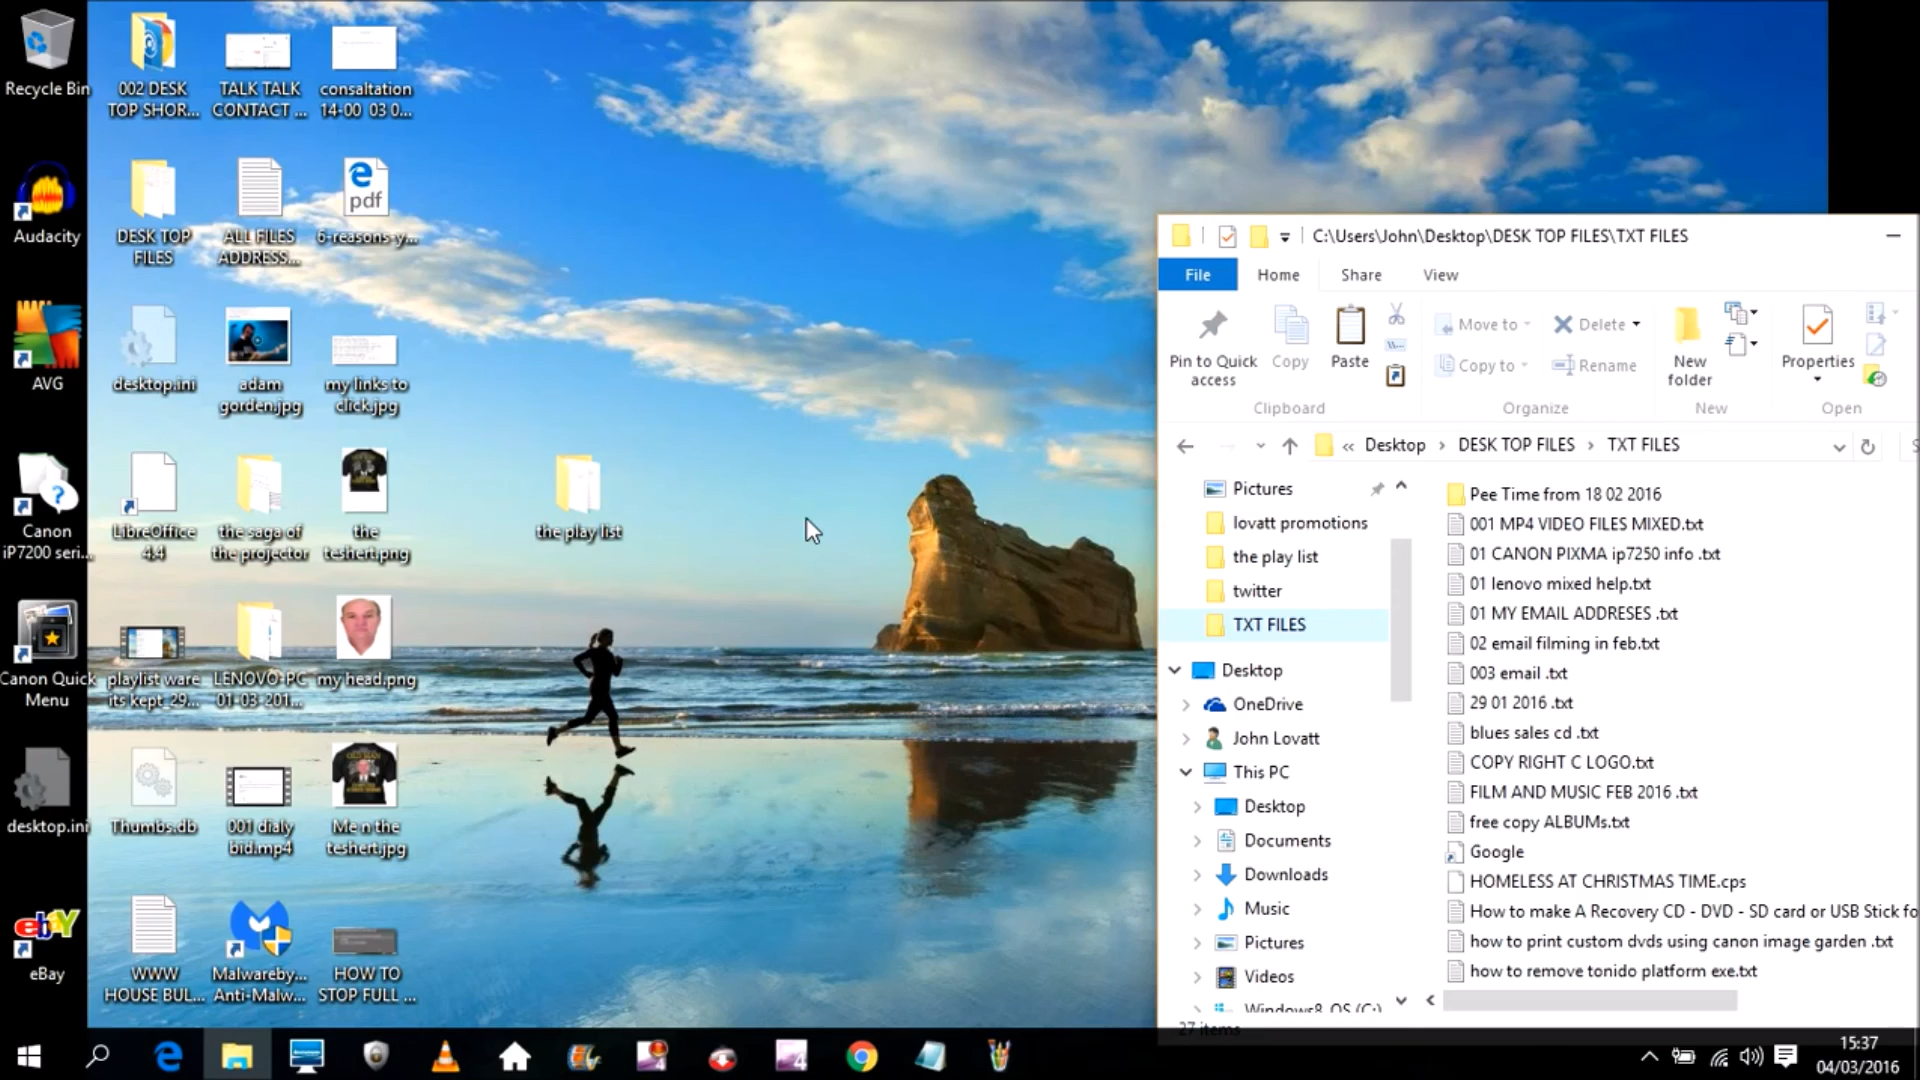 Recycle Bin
002 DESK
TOP SHOR...
TALK TALK
CONTACT ...
consaltation
14-00 03 0...
Audacity
DESK TOP
FILES
ALL FILES
ADDRESS...
pdf
6-reasons-y...
AVG
desktop.ini
adam
gorden.jpg
my links to
click.jpg
Canon
iP7200 seri...
LibreOffice
4.4
the saga of
the projector
the
teshert.png
the play list
Canon Quick
Menu
playlist ware
its kept_29...
LENOVO-PC
01-03-201...
my head.png
desktop.ini
Thumbs.db
001 dialy
bid.mp4
Me n the
teshert.jpg
ebY
eBay
WWW
HOUSE BUL...
Malwareby...
Anti-Malw...
HOW TO
STOP FULL ...
C:\Users\John\Desktop\DESK TOP FILES\TXT FILES
File
Home
Share
View
Pin to Quick
access
Copy
Paste
Move to
Copy to
Delete
Rename
New
folder
Properties
Clipboard
Organize
New
Open
« Desktop › DESK TOP FILES › TXT FILES
Pictures
lovatt promotions
the play list
twitter
TXT FILES
Desktop
OneDrive
John Lovatt
This PC
Desktop
Documents
Downloads
Music
Pictures
Videos
Windows8_OS (C:)
27 items
Pee Time from 18 02 2016
001 MP4 VIDEO FILES MIXED.txt
01 CANON PIXMA ip7250 info .txt
01 lenovo mixed help.txt
01 MY EMAIL ADDRESES .txt
02 email filming in feb.txt
003 email .txt
29 01 2016 .txt
blues sales cd .txt
COPY RIGHT C LOGO.txt
FILM AND MUSIC FEB 2016 .txt
free copy ALBUMs.txt
Google
HOMELESS AT CHRISTMAS TIME.cps
How to make A Recovery CD - DVD - SD card or USB Stick fo
how to print custom dvds using canon image garden .txt
how to remove tonido platform exe.txt
15:37
04/03/2016